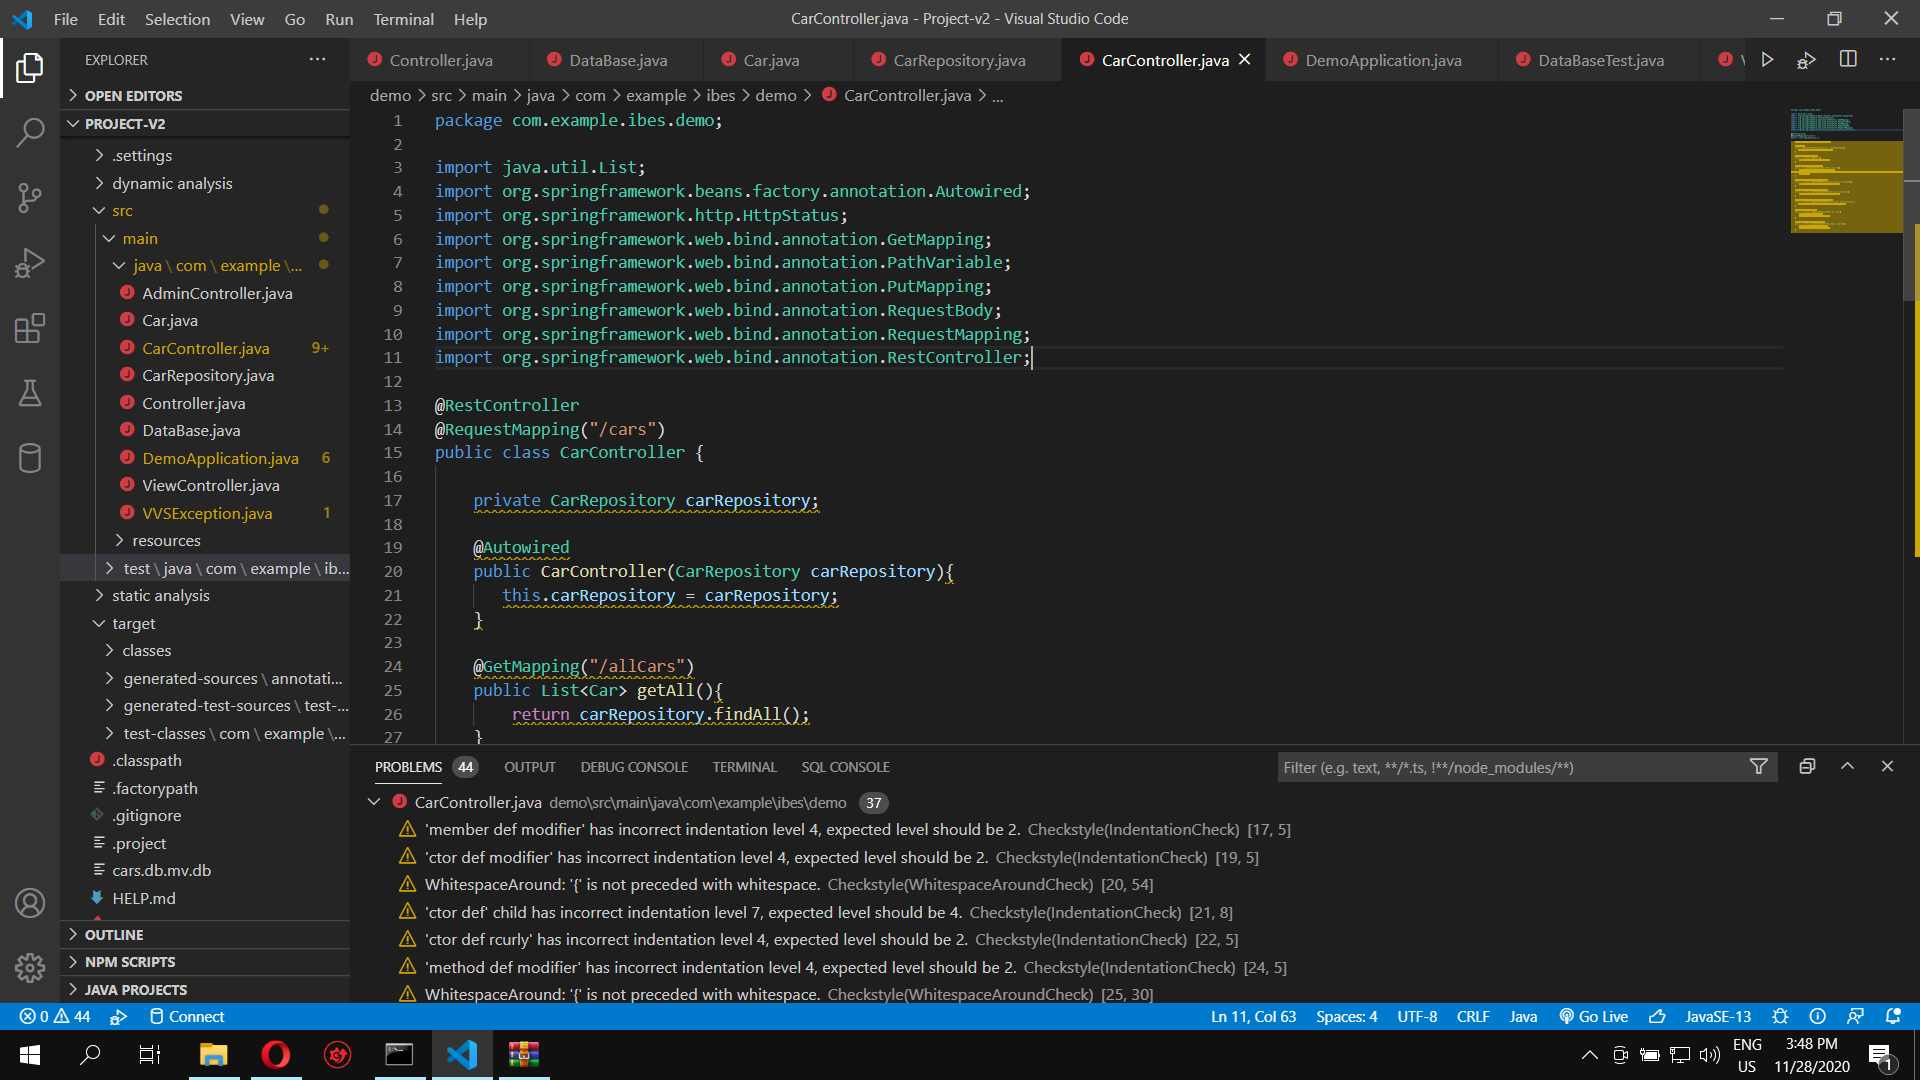 File Edit Selection View Go Run Terminal Help
CarController.java - Project-v2 - Visual Studio Code
EXPLORER
OPEN EDITORS
PROJECT-V2
.settings
dynamic analysis
src
main
java \ com \ example \...
AdminController.java
Car.java
CarController.java 9+
CarRepository.java
Controller.java
DataBase.java
DemoApplication.java 6
ViewController.java
VVSException.java 1
resources
test \ java \ com \ example \ ib...
static analysis
target
classes
generated-sources \ annotati...
generated-test-sources \ test-...
test-classes \ com \ example \...
.classpath
.factorypath
.gitignore
.project
cars.db.mv.db
HELP.md
OUTLINE
NPM SCRIPTS
JAVA PROJECTS
Controller.java DataBase.java Car.java CarRepository.java CarController.java DemoApplication.java DataBaseTest.java
demo > src > main > java > com > example > ibes > demo > CarController.java > ...
1 package com.example.ibes.demo;
2
3 import java.util.List;
4 import org.springframework.beans.factory.annotation.Autowired;
5 import org.springframework.http.HttpStatus;
6 import org.springframework.web.bind.annotation.GetMapping;
7 import org.springframework.web.bind.annotation.PathVariable;
8 import org.springframework.web.bind.annotation.PutMapping;
9 import org.springframework.web.bind.annotation.RequestBody;
10 import org.springframework.web.bind.annotation.RequestMapping;
11 import org.springframework.web.bind.annotation.RestController;
12
13 @RestController
14 @RequestMapping("/cars")
15 public class CarController {
16
17 private CarRepository carRepository;
18
19 @Autowired
20 public CarController(CarRepository carRepository){
21 this.carRepository = carRepository;
22 }
23
24 @GetMapping("/allCars")
25 public List<Car> getAll(){
26 return carRepository.findAll();
27 }
PROBLEMS 44 OUTPUT DEBUG CONSOLE TERMINAL SQL CONSOLE
Filter (e.g. text, **/*.ts, !**/node_modules/**)
CarController.java demo\src\main\java\com\example\ibes\demo 37
'member def modifier' has incorrect indentation level 4, expected level should be 2. Checkstyle(IndentationCheck) [17, 5]
'ctor def modifier' has incorrect indentation level 4, expected level should be 2. Checkstyle(IndentationCheck) [19, 5]
WhitespaceAround: '{' is not preceded with whitespace. Checkstyle(WhitespaceAroundCheck) [20, 54]
'ctor def' child has incorrect indentation level 7, expected level should be 4. Checkstyle(IndentationCheck) [21, 8]
'ctor def rcurly' has incorrect indentation level 4, expected level should be 2. Checkstyle(IndentationCheck) [22, 5]
'method def modifier' has incorrect indentation level 4, expected level should be 2. Checkstyle(IndentationCheck) [24, 5]
WhitespaceAround: '{' is not preceded with whitespace. Checkstyle(WhitespaceAroundCheck) [25, 30]
0 44 Connect
Ln 11, Col 63 Spaces: 4 UTF-8 CRLF Java Go Live JavaSE-13
ENG
US
3:48 PM
11/28/2020
1